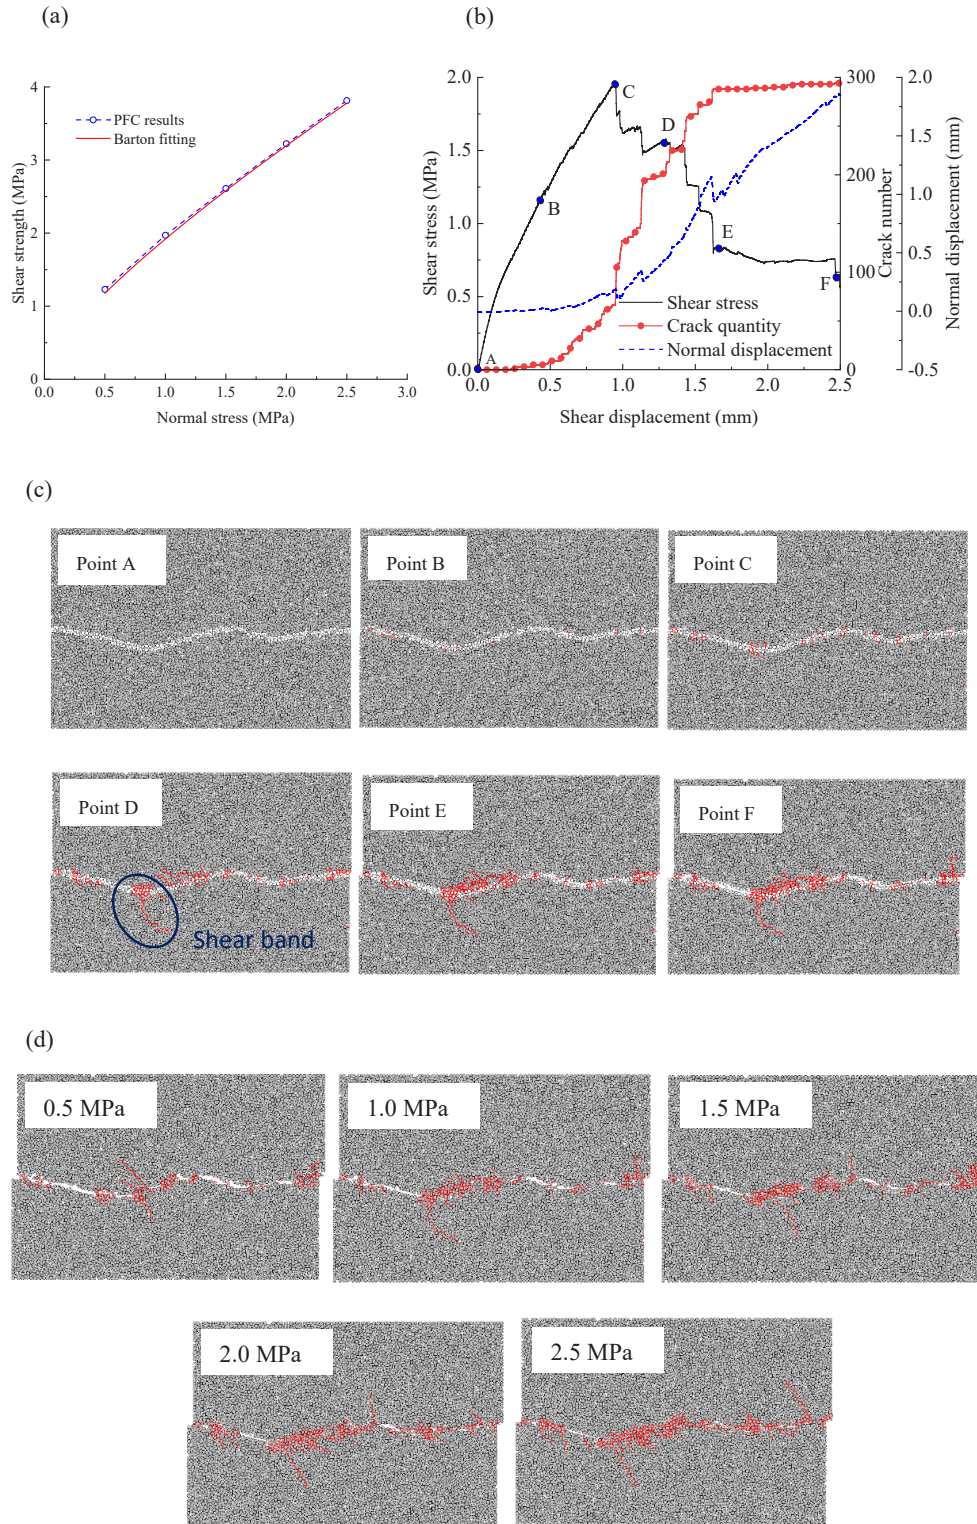 (a)
(b)
4
3
2
1
0
0.0 0.5 1.0 1.5 2.0 2.5 3.0
Shear strength (MPa)
Normal stress (MPa)
PFC results
Barton fitting
2.0
1.5
1.0
0.5
0.0
Shear stress (MPa)
0.0 0.5 1.0 1.5 2.0 2.5
Shear displacement (mm)
300
200
100
0
Crack number
2.0
1.5
1.0
0.5
0.0
-0.5
Normal displacement (mm)
A
B
C
D
E
F
Shear stress
Crack quantity
Normal displacement
(c)
Point A
Point B
Point C
Point D
Point E
Point F
Shear band
(d)
0.5 MPa
1.0 MPa
1.5 MPa
2.0 MPa
2.5 MPa